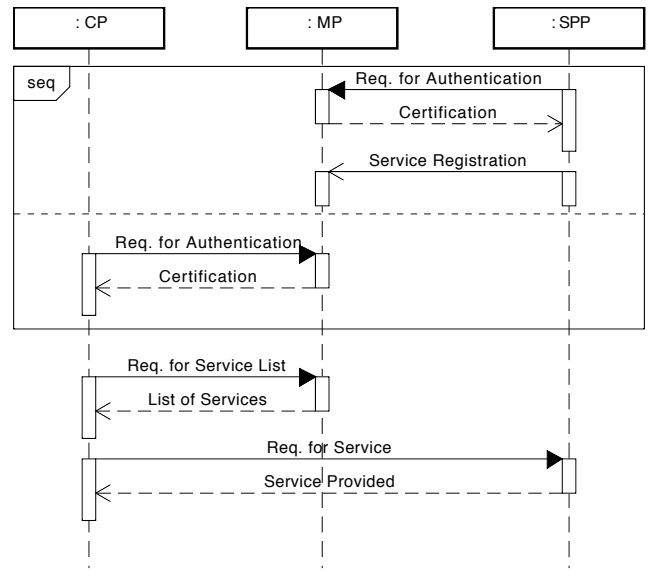 : CP
: MP
: SPP
seq
Req. for Authentication
Certification
Service Registration
Req. for Authentication
Certification
Req. for Service List
List of Services
Req. for Service
Service Provided